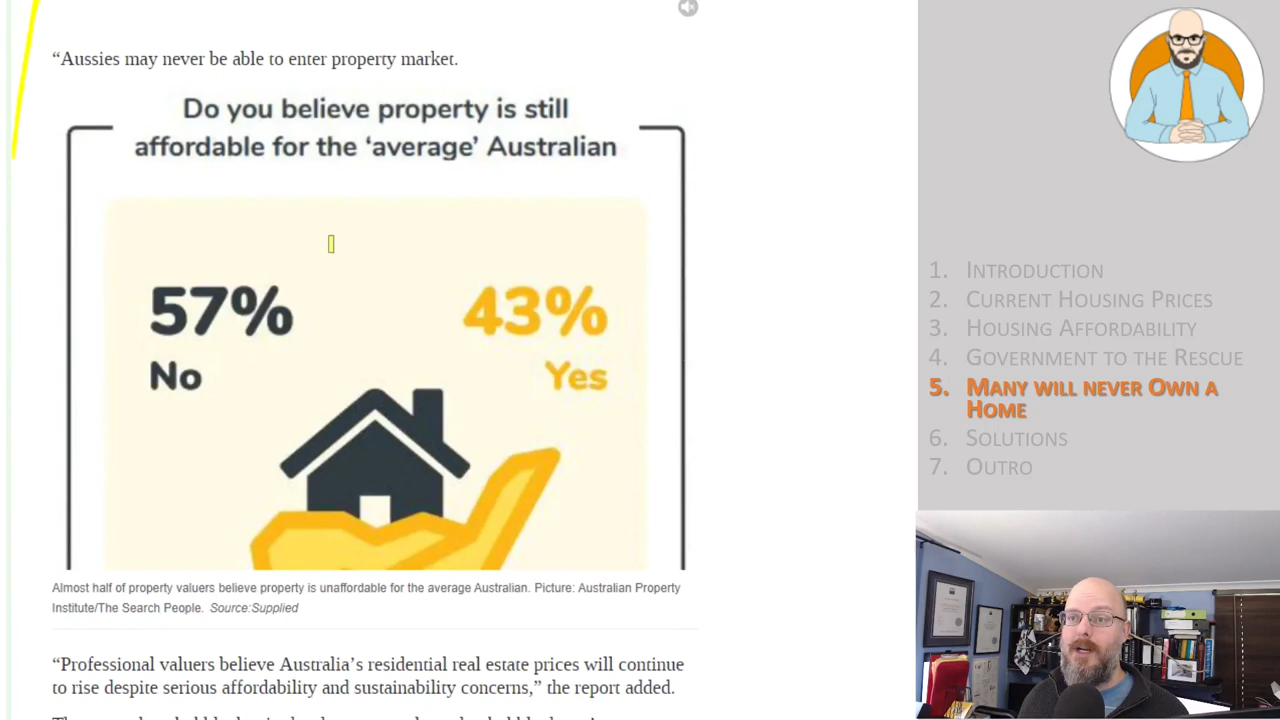 “Aussies may never be able to enter property market.
Do you believe property is still
affordable for the ‘average’ Australian
57%
No
43%
Yes
Almost half of property valuers believe property is unaffordable for the average Australian. Picture: Australian Property
Institute/The Search People. Source:Supplied
“Professional valuers believe Australia’s residential real estate prices will continue
to rise despite serious affordability and sustainability concerns,” the report added.
1. Introduction
2. Current Housing Prices
3. Housing Affordability
4. Government to the Rescue
5. Many will never Own a
Home
6. Solutions
7. Outro